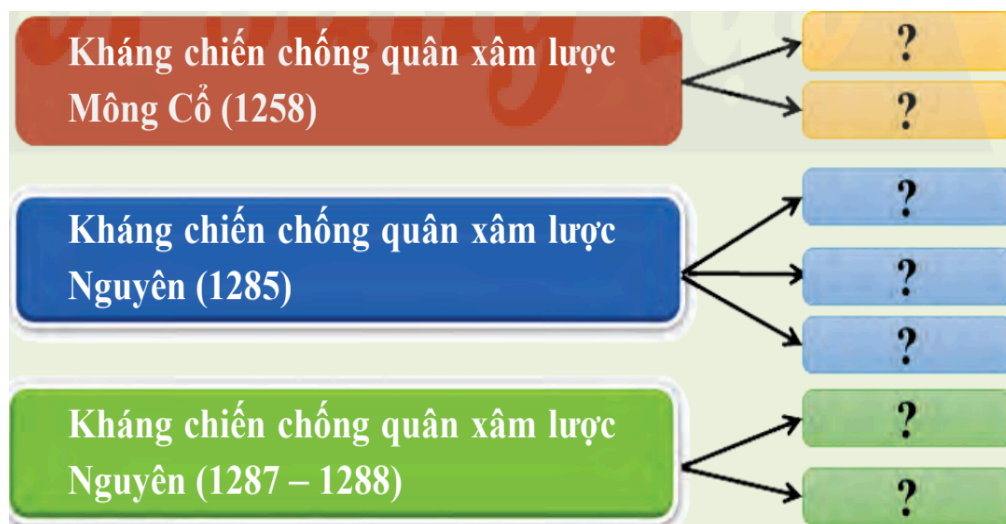 Kháng chiến chống quân xâm lược
Mông Cổ (1258)
?
?
Kháng chiến chống quân xâm lược
Nguyên (1285)
?
?
?
Kháng chiến chống quân xâm lược
Nguyên (1287 – 1288)
?
?